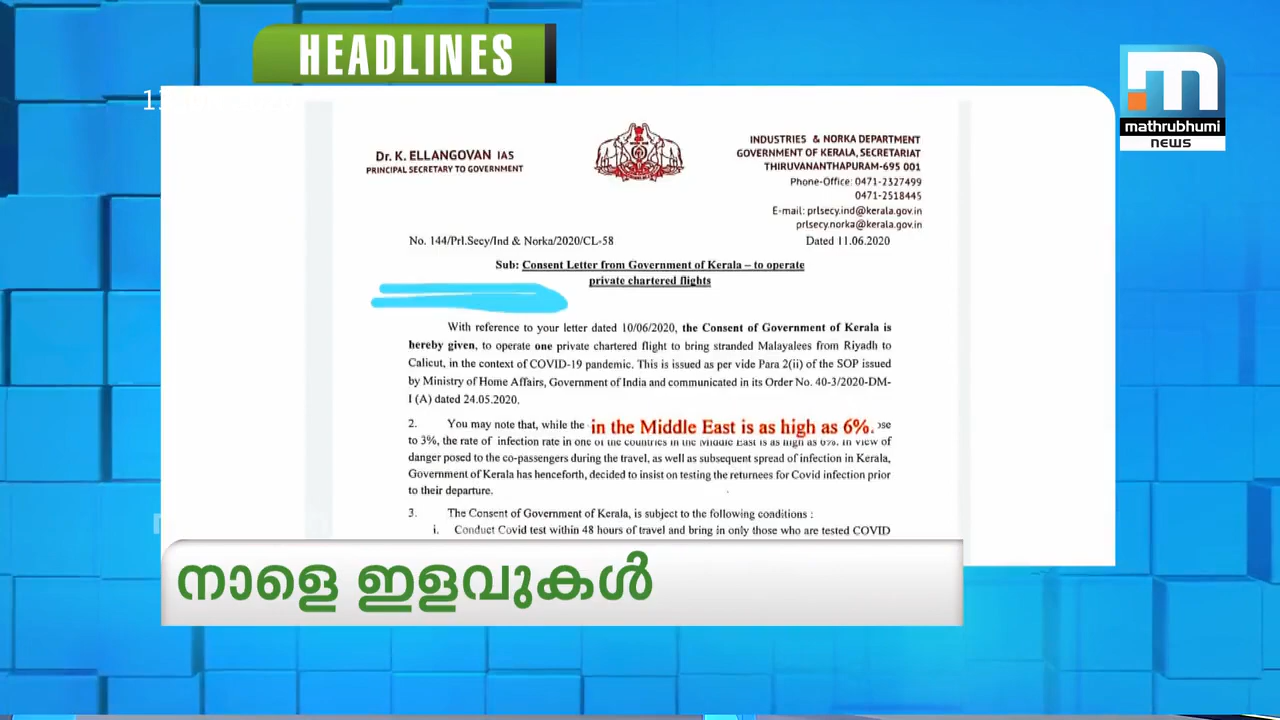 HEADLINES
mathrubhumi
news
Dr. K. ELLANGOVAN IAS
PRINCIPAL SECRETARY TO GOVERNMENT
INDUSTRIES & NORKA DEPARTMENT
GOVERNMENT OF KERALA, SECRETARIAT
THIRUVANANTHAPURAM-695 001
Phone-Office: 0471-2327499
0471-2518445
E-mail: prlsecy.ind@kerala.gov.in
prlsecy.norka@kerala.gov.in
No. 144/Prl.Secy/Ind & Norka/2020/CL-58
Dated 11.06.2020
Sub: Consent Letter from Government of Kerala – to operate
private chartered flights
With reference to your letter dated 10/06/2020, the Consent of Government of Kerala is
hereby given, to operate one private chartered flight to bring stranded Malayalees from Riyadh to
Calicut, in the context of COVID-19 pandemic. This is issued as per vide Para 2(ii) of the SOP issued
by Ministry of Home Affairs, Government of India and communicated in its Order No. 40-3/2020-DM-
I (A) dated 24.05.2020.
2. You may note that, while the in the Middle East is as high as 6%.
to 3%, the rate of infection rate in one of the countries in the Middle East is as high as 6%. In view of
danger posed to the co-passengers during the travel, as well as subsequent spread of infection in Kerala,
Government of Kerala has henceforth, decided to insist on testing the returnees for Covid infection prior
to their departure.
3. The Consent of Government of Kerala, is subject to the following conditions :
i. Conduct Covid test within 48 hours of travel and bring in only those who are tested COVID
നാളെ ഇളവുകൾ